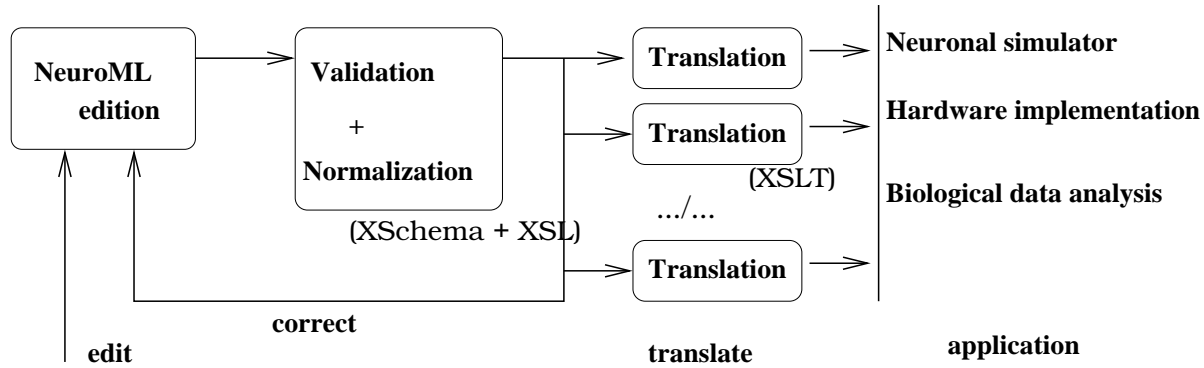 NeuroML
edition
Validation
+
Normalization
(XSchema + XSL)
Translation
Translation
(XSLT)
.../...
Translation
Neuronal simulator
Hardware implementation
Biological data analysis
correct
edit
translate
application